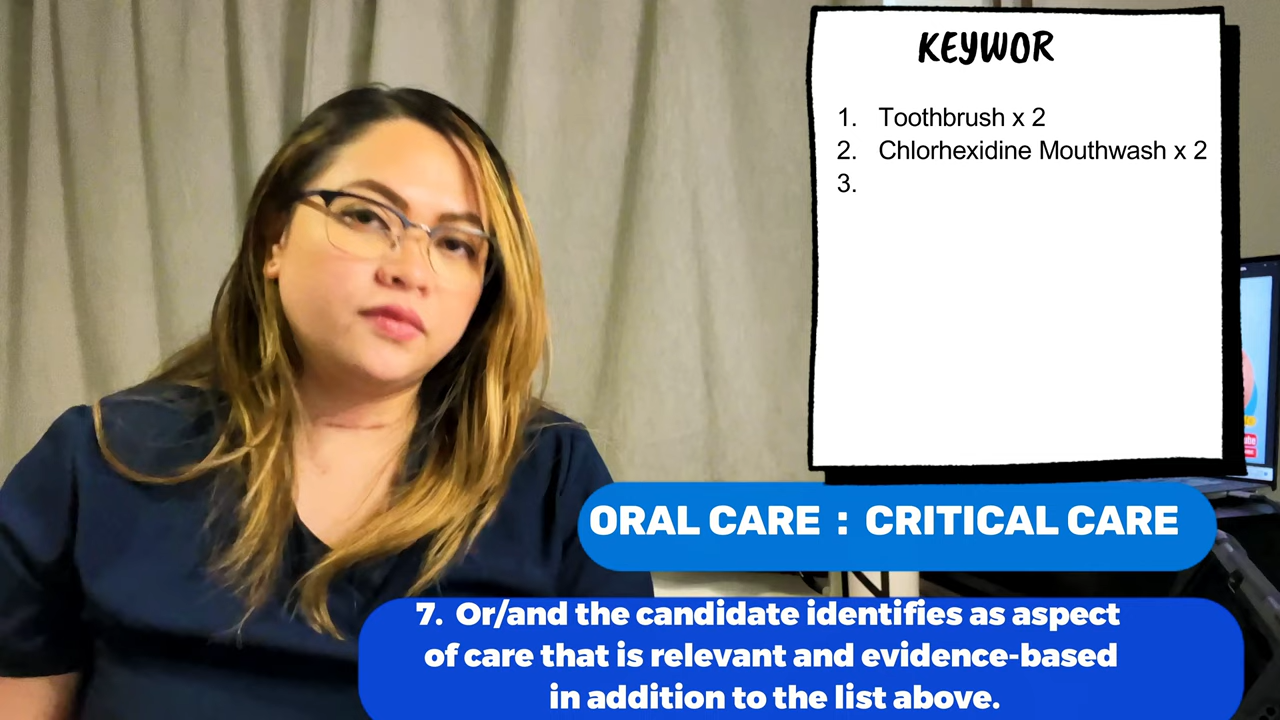 KEYWOR
1. Toothbrush x 2
2. Chlorhexidine Mouthwash x 2
3.
ORAL CARE : CRITICAL CARE
7. Or/and the candidate identifies as aspect
of care that is relevant and evidence-based
in addition to the list above.